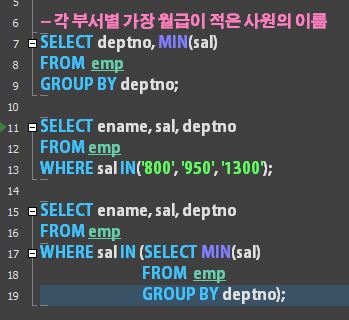 5
6 -- 각 부서별 가장 월급이 적은 사원의 이름
7 SELECT deptno, MIN(sal)
8 FROM emp
9 GROUP BY deptno;
10
11 SELECT ename, sal, deptno
12 FROM emp
13 WHERE sal IN('800', '950', '1300');
14
15 SELECT ename, sal, deptno
16 FROM emp
17 WHERE sal IN (SELECT MIN(sal)
18 FROM emp
19 GROUP BY deptno);